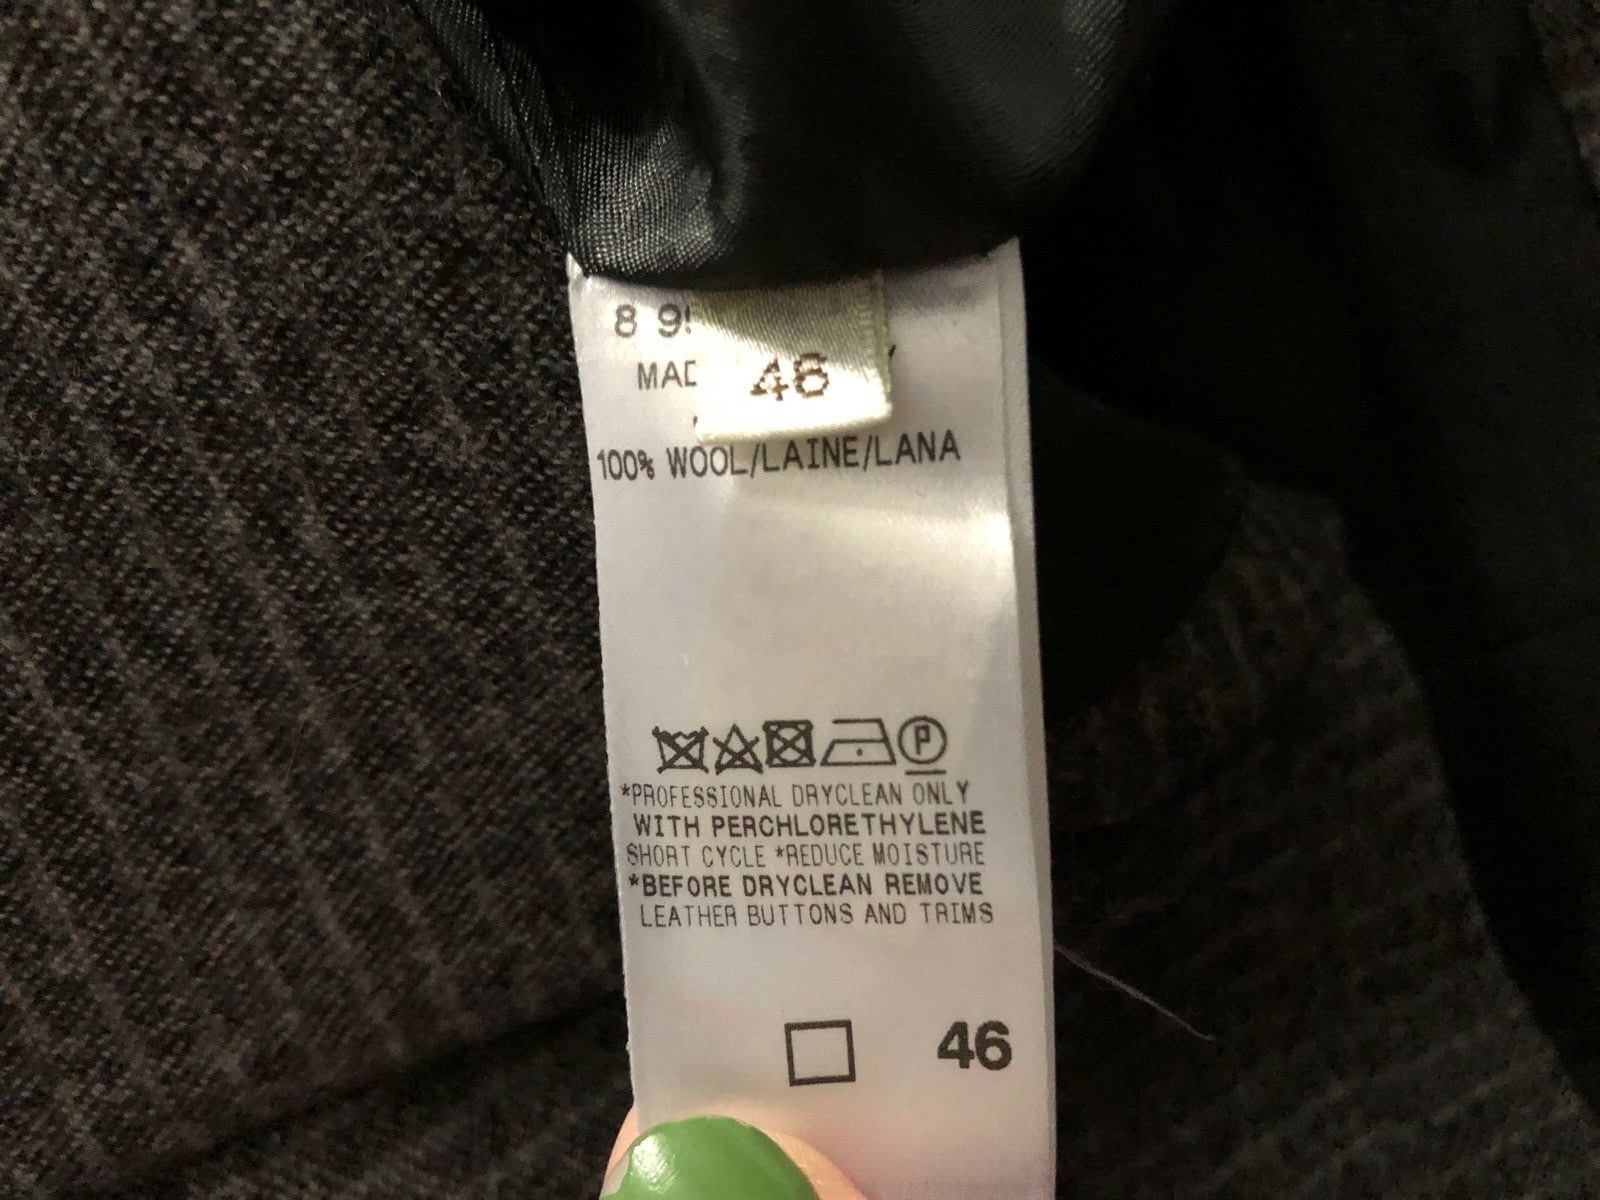 8 9
46
100% WOOL/LAINE/LANA
P
*PROFESSIONAL DRYCLEAN ONLY
WITH PERCHLORETHYLENE
SHORT CYCLE *REDUCE MOISTURE
*BEFORE DRYCLEAN REMOVE
LEATHER BUTTONS AND TRIMS
46